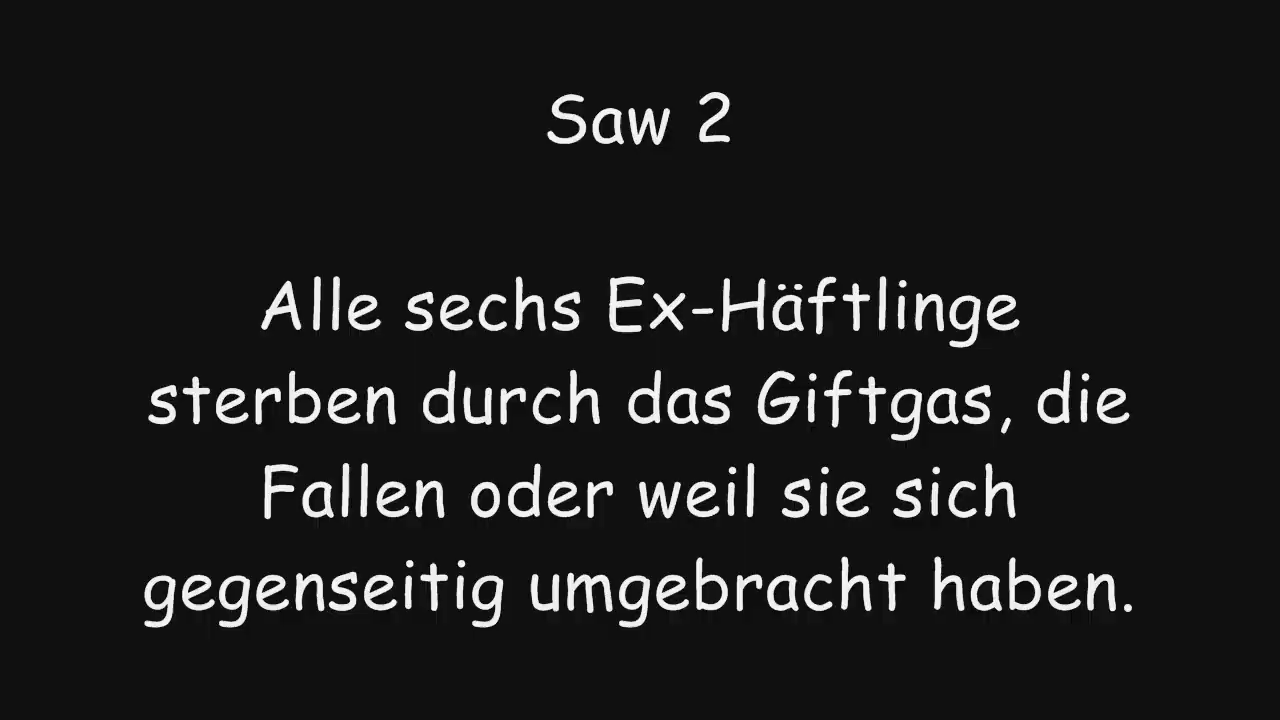 Saw 2
Alle sechs Ex-Häftlinge
sterben durch das Giftgas, die
Fallen oder weil sie sich
gegenseitig umgebracht haben.